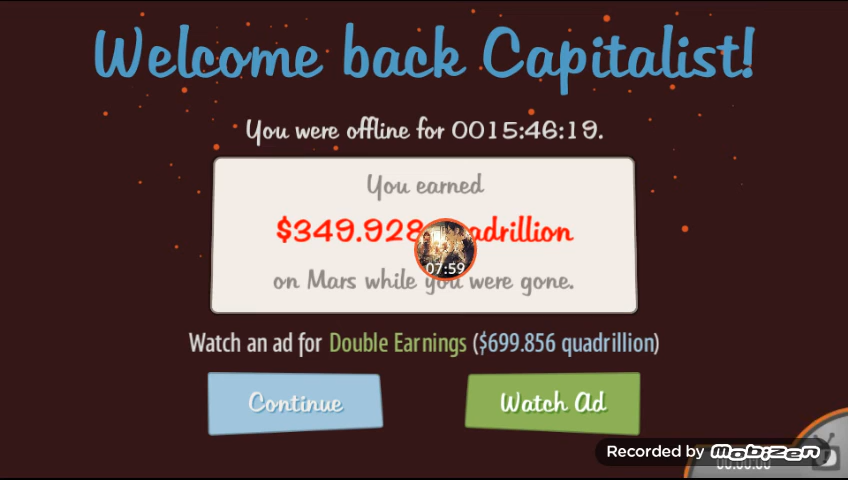 Welcome back Capitalist!
You were offline for 0015:46:19.
You earned
$349.928 adrillion
07:59
on Mars while you were gone.
Watch an ad for Double Earnings ($699.856 quadrillion)
Continue
Watch Ad
Recorded by MOBIZEN